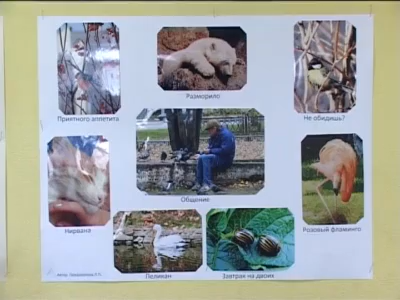 Приятного аппетита
Разморило
Не обидишь?
Нирвана
Общение
Розовый фламинго
Пеликан
Завтрак на двоих